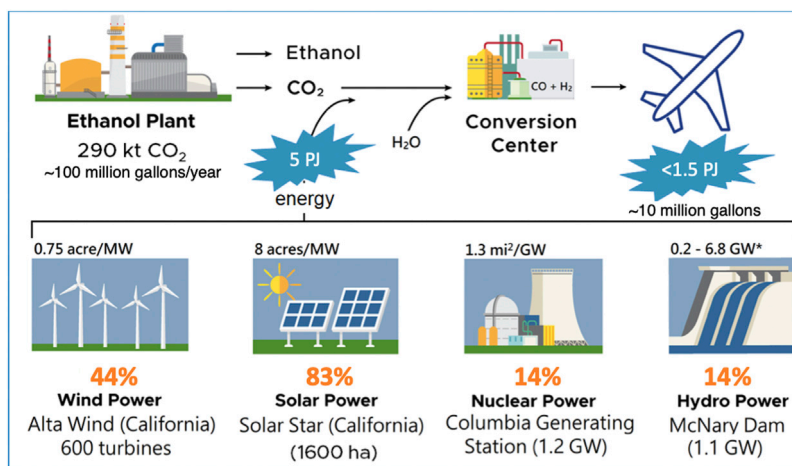 Ethanol
CO₂
CO + H₂
Ethanol Plant
290 kt CO₂
~100 million gallons/year
5 PJ
energy
H₂O
Conversion
Center
<1.5 PJ
~10 million gallons
0.75 acre/MW
8 acres/MW
1.3 mi²/GW
0.2 - 6.8 GW*
44%
Wind Power
Alta Wind (California)
600 turbines
83%
Solar Power
Solar Star (California)
(1600 ha)
14%
Nuclear Power
Columbia Generating
Station (1.2 GW)
14%
Hydro Power
McNary Dam
(1.1 GW)